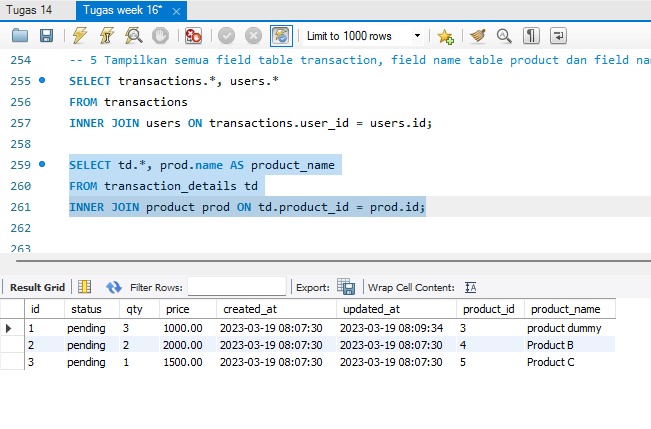 Tugas 14
Tugas week 16*
Limit to 1000 rows
254 -- 5 Tampilkan semua field table transaction, field name table product dan field na
255 SELECT transactions.*, users.*
256 FROM transactions
257 INNER JOIN users ON transactions.user_id = users.id;
258
259 SELECT td.*, prod.name AS product_name
260 FROM transaction_details td
261 INNER JOIN product prod ON td.product_id = prod.id;
262
263
Result Grid Filter Rows: Export: Wrap Cell Content:
id status qty price created_at updated_at product_id product_name
1 pending 3 1000.00 2023-03-19 08:07:30 2023-03-19 08:09:34 3 product dummy
2 pending 2 2000.00 2023-03-19 08:07:30 2023-03-19 08:07:30 4 Product B
3 pending 1 1500.00 2023-03-19 08:07:30 2023-03-19 08:07:30 5 Product C